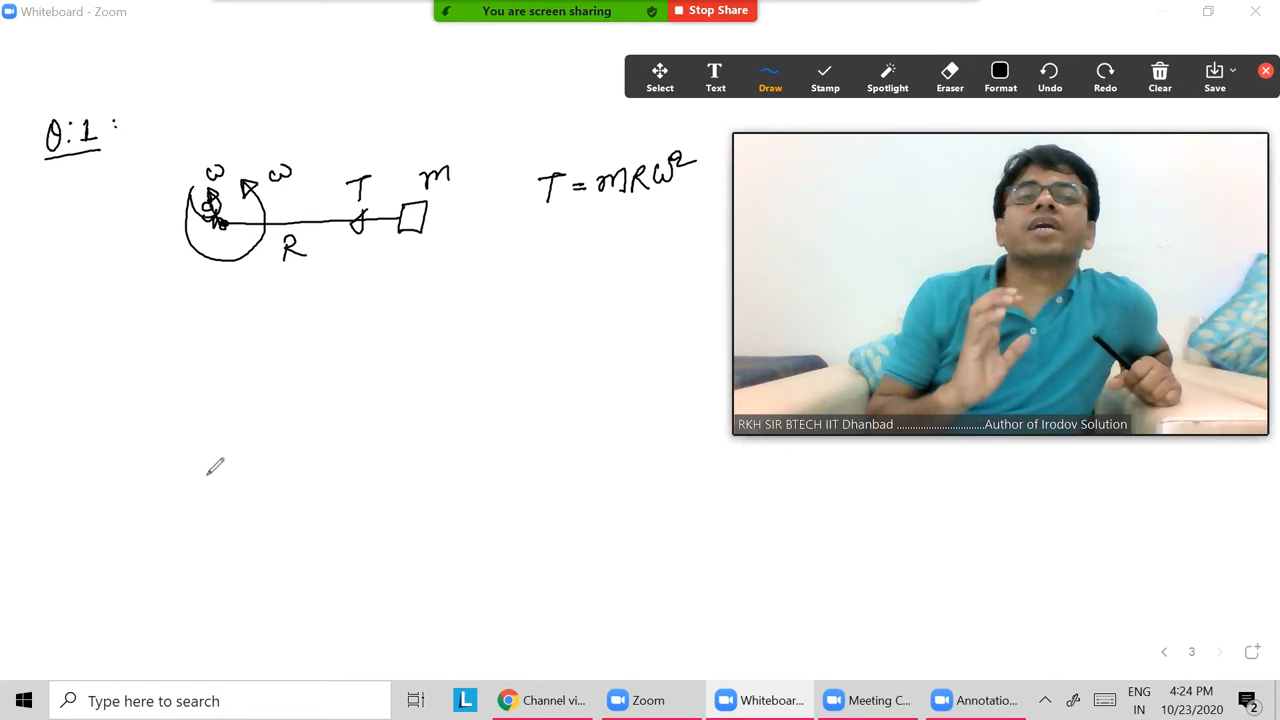 Whiteboard - Zoom
You are screen sharing
Stop Share
Select
Text
Draw
Stamp
Spotlight
Eraser
Format
Undo
Redo
Clear
Save
Q:1:
ω
ω
T
m
R
T = mRω²
RKH SIR BTECH IIT Dhanbad ................................Author of Irodov Solution
3
Type here to search
L
Channel vi...
Zoom
Whiteboar...
Meeting C...
Annotatio...
ENG
IN
4:24 PM
10/23/2020
2